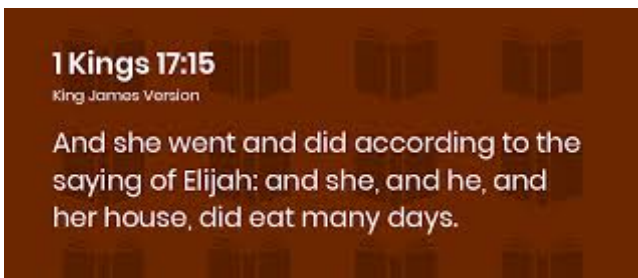 1 Kings 17:15
King James Version
And she went and did according to the
saying of Elijah: and she, and he, and
her house, did eat many days.